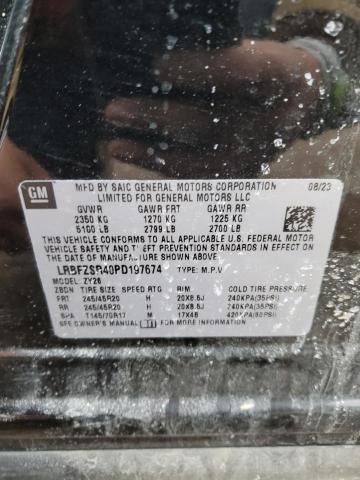 GM
MFD BY SAIC GENERAL MOTORS CORPORATION 08/23
LIMITED FOR GENERAL MOTORS LLC
GVWR GAWR FRT GAWR RR
2350 KG 1270 KG 1225 KG
5180 LB 2799 LB 2700 LB
THIS VEHICLE CONFORMS TO ALL APPLICABLE U.S. FEDERAL MOTOR
VEHICLE SAFETY AND THEFT PREVENTION STANDARDS IN EFFECT ON
THE DATE OF MANUFACTURE SHOWN ABOVE.
LRBFZSR40PD197674 TYPE: M.P.V
MODEL: ZY26
TIRE SIZE SPEED RTG RIM COLD TIRE PRESSURE
FRT 245/45R20 H 20X8.5J 240KPA(35PSI)
RR 245/45R20 H 20X8.5J 240KPA(35PSI)
SPA T145/70R17 M 17X4B 420KPA(60PSI)
SEE OWNER'S MANUAL FOR ADDITIONAL INFORMATION